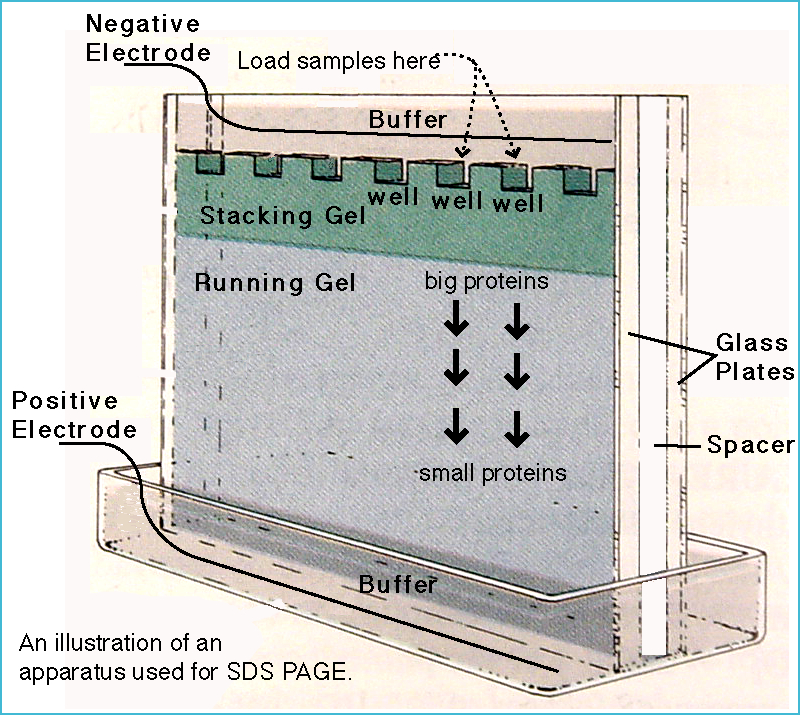 Negative
Electrode
Load samples here
Buffer
well well well
Stacking Gel
Running Gel
big proteins
Glass
Plates
Positive
Electrode
Spacer
small proteins
Buffer
An illustration of an
apparatus used for SDS PAGE.